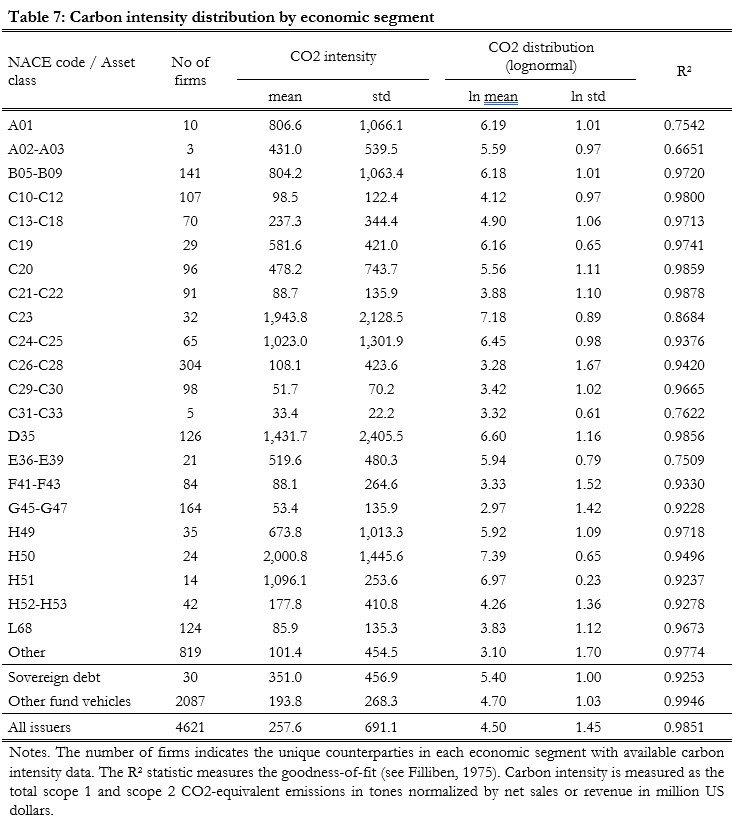 Table 7: Carbon intensity distribution by economic segment
NACE code / Asset class No of firms CO2 intensity CO2 distribution (lognormal) R²
mean std ln mean ln std
A01 10 806.6 1,066.1 6.19 1.01 0.7542
A02-A03 3 431.0 539.5 5.59 0.97 0.6651
B05-B09 141 804.2 1,063.4 6.18 1.01 0.9720
C10-C12 107 98.5 122.4 4.12 0.97 0.9800
C13-C18 70 237.3 344.4 4.90 1.06 0.9713
C19 29 581.6 421.0 6.16 0.65 0.9741
C20 96 478.2 743.7 5.56 1.11 0.9859
C21-C22 91 88.7 135.9 3.88 1.10 0.9878
C23 32 1,943.8 2,128.5 7.18 0.89 0.8684
C24-C25 65 1,023.0 1,301.9 6.45 0.98 0.9376
C26-C28 304 108.1 423.6 3.28 1.67 0.9420
C29-C30 98 51.7 70.2 3.42 1.02 0.9665
C31-C33 5 33.4 22.2 3.32 0.61 0.7622
D35 126 1,431.7 2,405.5 6.60 1.16 0.9856
E36-E39 21 519.6 480.3 5.94 0.79 0.7509
F41-F43 84 88.1 264.6 3.33 1.52 0.9330
G45-G47 164 53.4 135.9 2.97 1.42 0.9228
H49 35 673.8 1,013.3 5.92 1.09 0.9718
H50 24 2,000.8 1,445.6 7.39 0.65 0.9496
H51 14 1,096.1 253.6 6.97 0.23 0.9237
H52-H53 42 177.8 410.8 4.26 1.36 0.9278
L68 124 85.9 135.3 3.83 1.12 0.9673
Other 819 101.4 454.5 3.10 1.70 0.9774
Sovereign debt 30 351.0 456.9 5.40 1.00 0.9253
Other fund vehicles 2087 193.8 268.3 4.70 1.03 0.9946
All issuers 4621 257.6 691.1 4.50 1.45 0.9851
Notes. The number of firms indicates the unique counterparties in each economic segment with available carbon
intensity data. The R² statistic measures the goodness-of-fit (see Filliben, 1975). Carbon intensity is measured as the
total scope 1 and scope 2 CO2-equivalent emissions in tones normalized by net sales or revenue in million US
dollars.